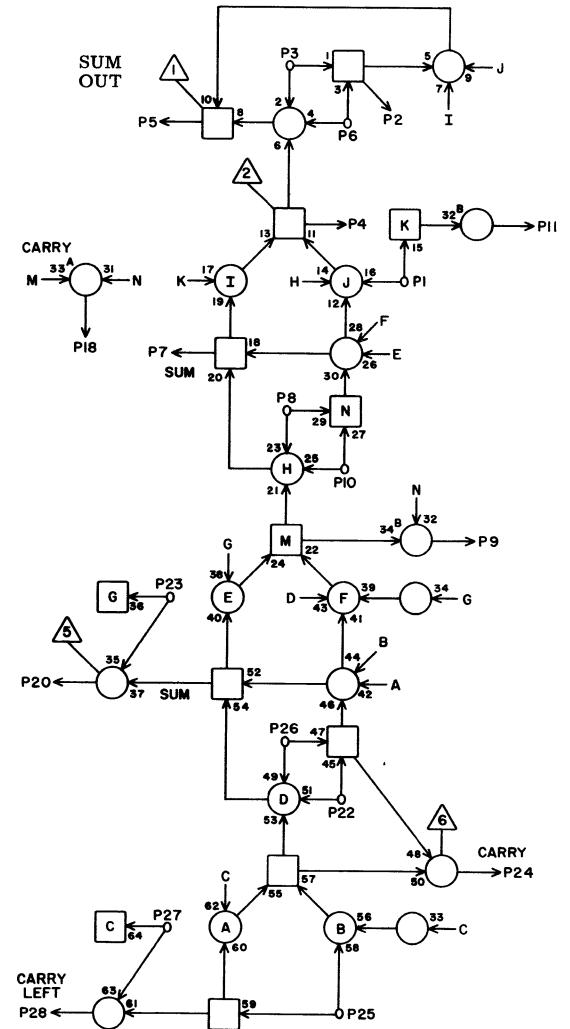 SUM
OUT
1
P3
1
5
9
J
10
2
4
3
7
8
P5
P6
P2
I
6
2
P4
K
32B
P11
13
11
15
CARRY
M
33A
31
N
K
17
I
19
H
14
J
16
P1
12
P18
F
28
P7
18
26
E
SUM
20
30
P8
N
29
27
23
H
25
P10
21
N
M
34B
32
P9
24
22
G
38
P23
G
36
E
40
D
43
F
39
34
G
41
5
B
35
44
P20
37
SUM
52
42
A
54
46
P26
47
45
49
D
51
P22
53
6
48
CARRY
50
P24
C
55
57
62
C
64
P27
A
60
B
56
33
C
58
CARRY
LEFT
63
P28
61
59
P25